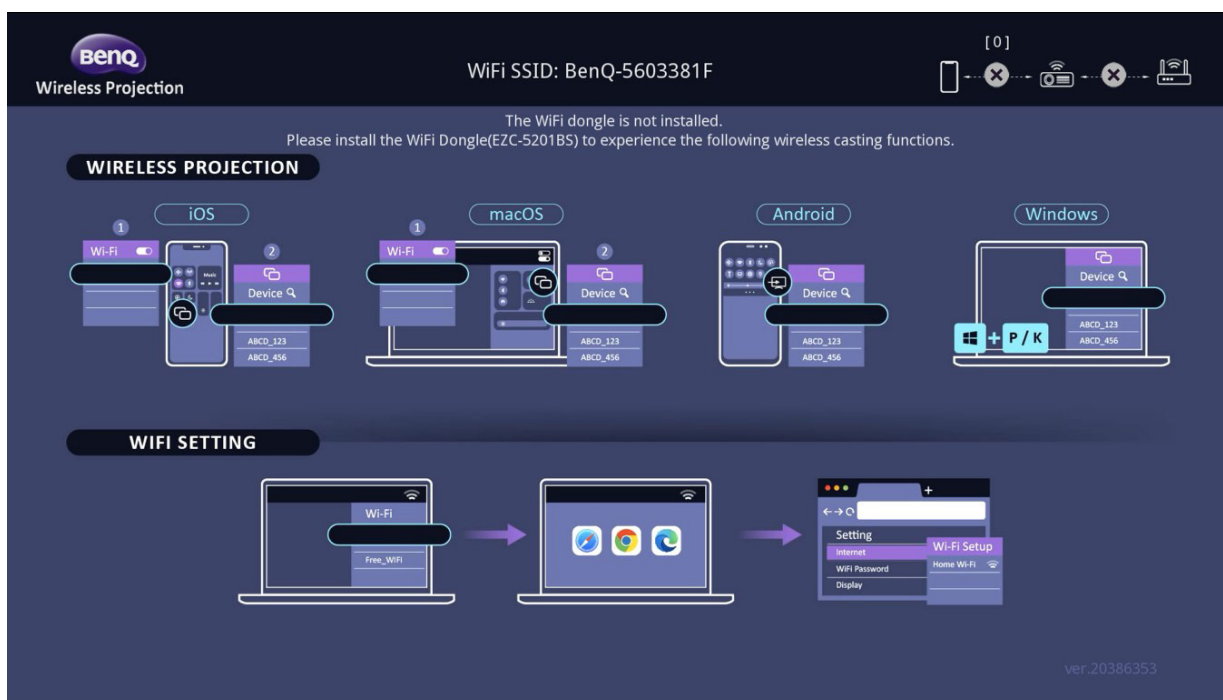 BenQ
Wireless Projection
WiFi SSID: BenQ-5603381F
[ 0 ]
The WiFi dongle is not installed.
Please install the WiFi Dongle(EZC-5201BS) to experience the following wireless casting functions.
WIRELESS PROJECTION
iOS
macOS
Android
Windows
1
Wi-Fi
2
Music
Device
ABCD_123
ABCD_456
1
Wi-Fi
2
Device
ABCD_123
ABCD_456
Device
ABCD_123
ABCD_456
Device
ABCD_123
ABCD_456
+ P / K
WIFI SETTING
Wi-Fi
Free_WIFI
+
Setting
Internet
WiFi Password
Display
Wi-Fi Setup
Home Wi-Fi
ver.20386353